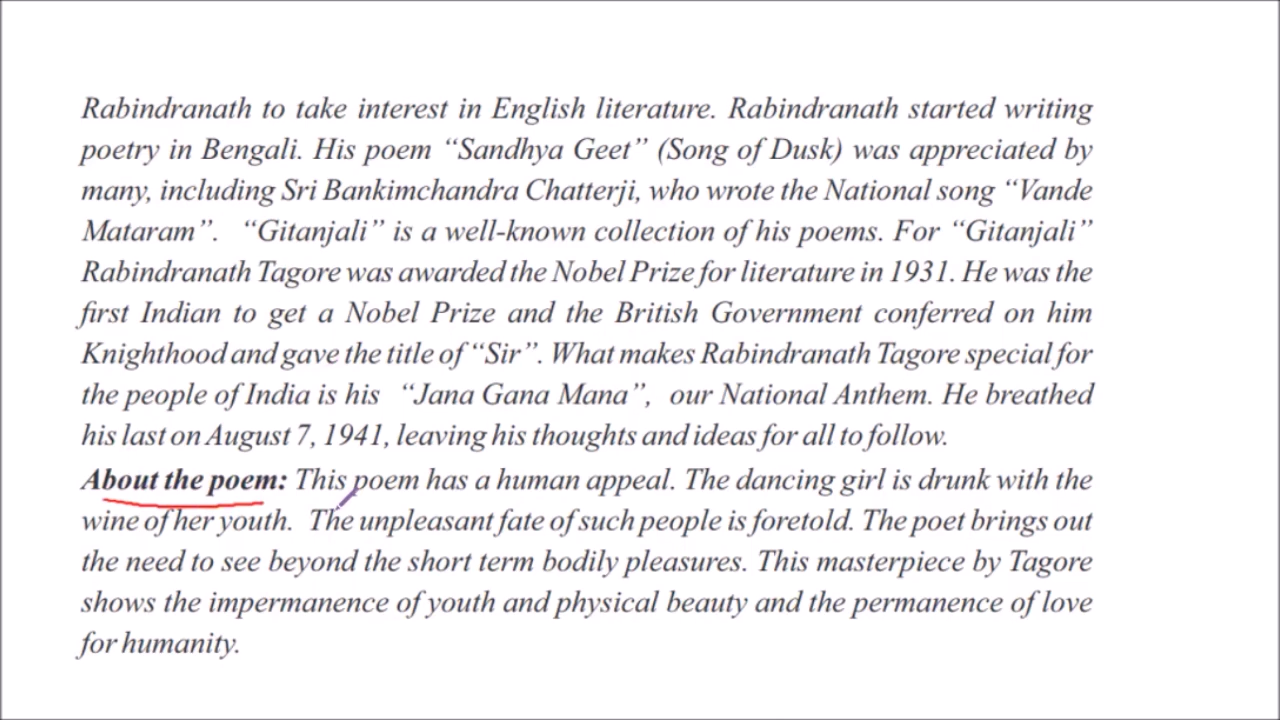 Rabindranath to take interest in English literature. Rabindranath started writing
poetry in Bengali. His poem “Sandhya Geet” (Song of Dusk) was appreciated by
many, including Sri Bankimchandra Chatterji, who wrote the National song “Vande
Mataram”. “Gitanjali” is a well-known collection of his poems. For “Gitanjali”
Rabindranath Tagore was awarded the Nobel Prize for literature in 1931. He was the
first Indian to get a Nobel Prize and the British Government conferred on him
Knighthood and gave the title of “Sir”. What makes Rabindranath Tagore special for
the people of India is his “Jana Gana Mana”, our National Anthem. He breathed
his last on August 7, 1941, leaving his thoughts and ideas for all to follow.
About the poem: This poem has a human appeal. The dancing girl is drunk with the
wine of her youth. The unpleasant fate of such people is foretold. The poet brings out
the need to see beyond the short term bodily pleasures. This masterpiece by Tagore
shows the impermanence of youth and physical beauty and the permanence of love
for humanity.